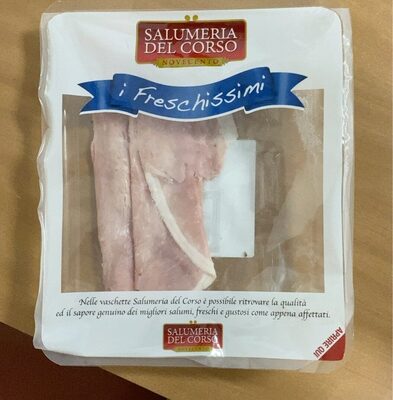 SALUMERIA
DEL CORSO
NOVECENTO
i Freschissimi
Nelle vaschette Salumeria del Corso è possibile ritrovare la qualità
ed il sapore genuino dei migliori salumi, freschi e gustosi come appena affettati.
SALUMERIA
DEL CORSO
NOVECENTO
APRIRE QUI